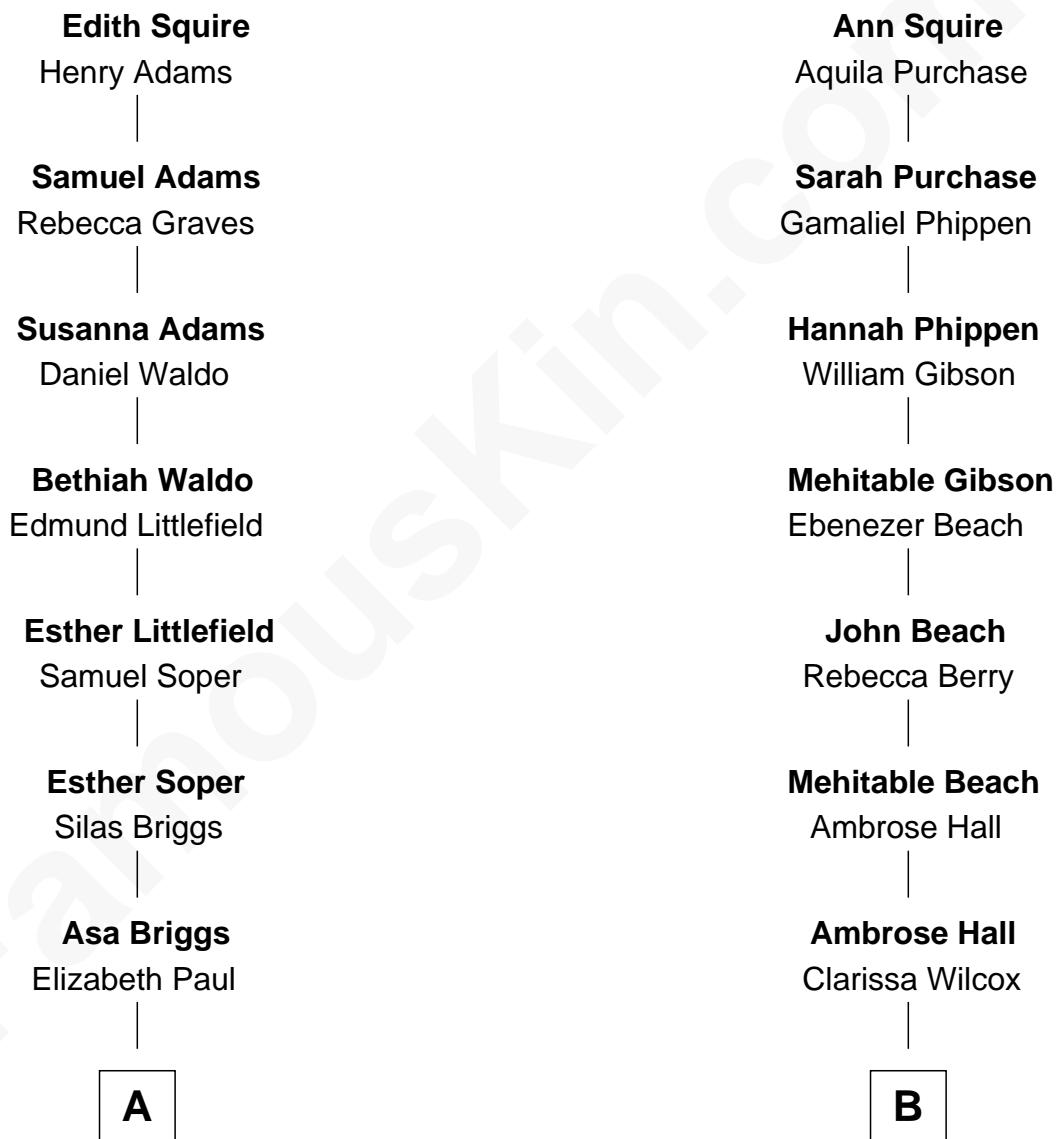 Edith Squire
Henry Adams
Samuel Adams
Rebecca Graves
Susanna Adams
Daniel Waldo
Bethiah Waldo
Edmund Littlefield
Esther Littlefield
Samuel Soper
Esther Soper
Silas Briggs
Asa Briggs
Elizabeth Paul
A
Ann Squire
Aquila Purchase
Sarah Purchase
Gamaliel Phippen
Hannah Phippen
William Gibson
Mehitable Gibson
Ebenezer Beach
John Beach
Rebecca Berry
Mehitable Beach
Ambrose Hall
Ambrose Hall
Clarissa Wilcox
B
FamousKin.com